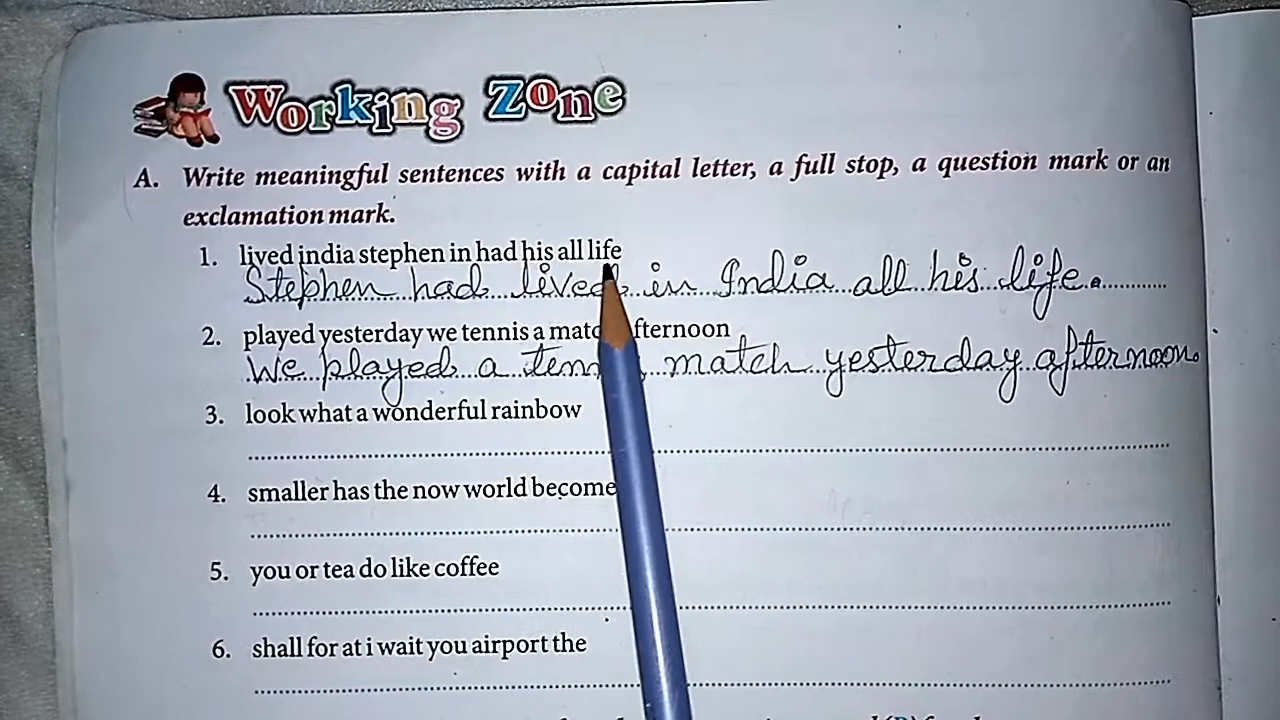 Working Zone
A. Write meaningful sentences with a capital letter, a full stop, a question mark or an
exclamation mark.
1. lived india stephen in had his all life
Stephen had lived in India all his life.
2. played yesterday we tennis a match afternoon
We played a tennis match yesterday afternoon.
3. look what a wonderful rainbow
4. smaller has the now world become
5. you or tea do like coffee
6. shall for at i wait you airport the